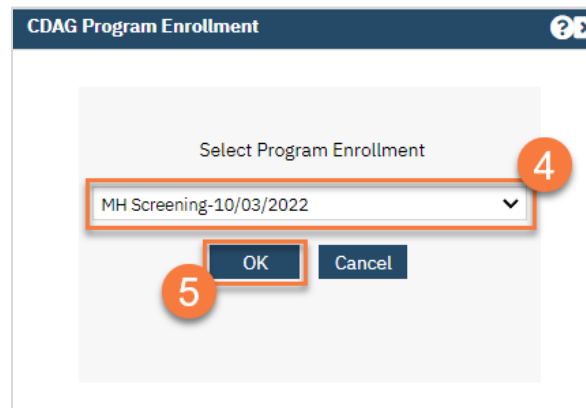 CDAG Program Enrollment ?
Select Program Enrollment
4
MH Screening-10/03/2022
OK Cancel
5